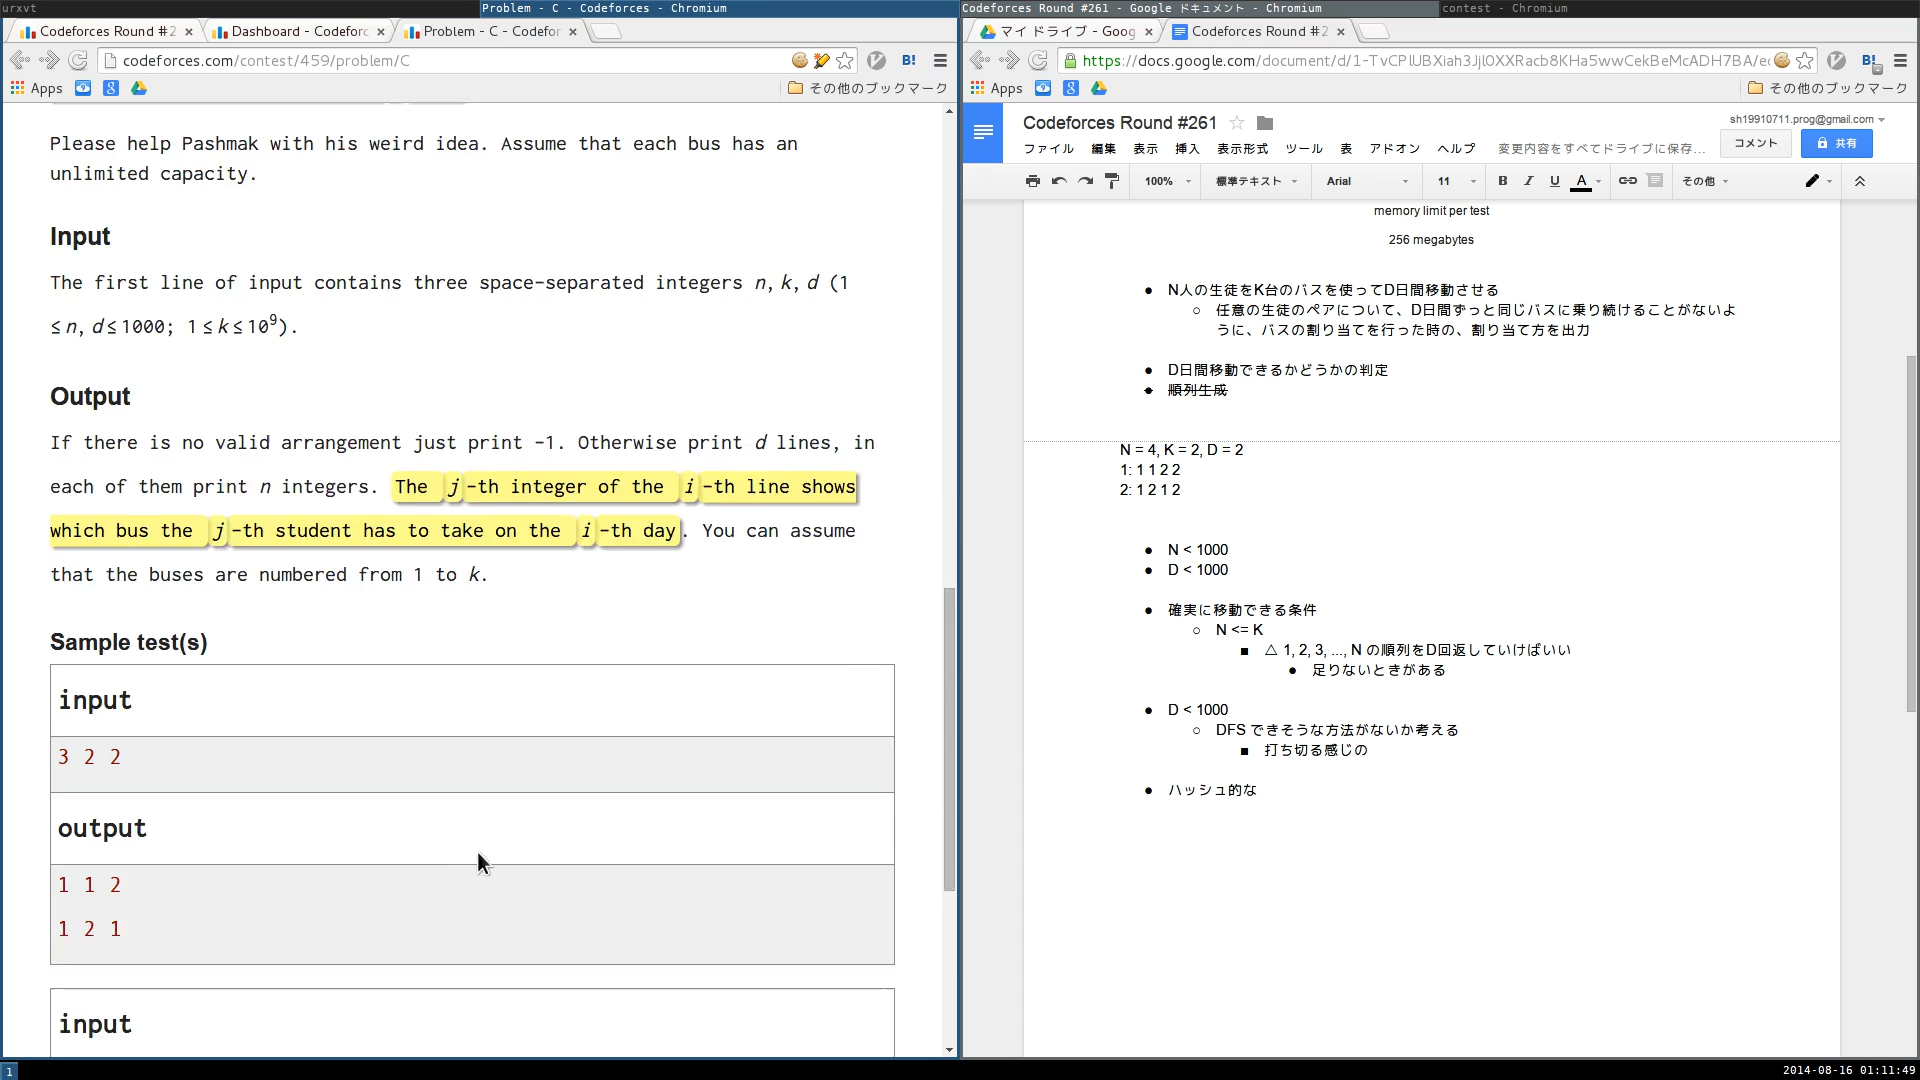 urxvt
Problem - C - Codeforces - Chromium
Codeforces Round #261 - Google ドキュメント - Chromium
contest - Chromium
Codeforces Round #2
Dashboard - Codeforc
Problem - C - Codefor
codeforces.com/contest/459/problem/C
B!
Apps
その他のブックマーク
Please help Pashmak with his weird idea. Assume that each bus has an
unlimited capacity.
Input
The first line of input contains three space-separated integers n, k, d (1
≤ n, d ≤ 1000; 1 ≤ k ≤ 10⁹).
Output
If there is no valid arrangement just print -1. Otherwise print d lines, in
each of them print n integers. The j-th integer of the i-th line shows
which bus the j-th student has to take on the i-th day. You can assume
that the buses are numbered from 1 to k.
Sample test(s)
input
3 2 2
output
1 1 2
1 2 1
input
マイ ドライブ - Goog
Codeforces Round #2
B!
Apps
その他のブックマーク
Codeforces Round #261
sh19910711.prog@gmail.com
ファイル 編集 表示 挿入 表示形式 ツール 表 アドオン ヘルプ 変更内容をすべてドライブに保存...
コメント
共有
100% 標準テキスト Arial 11 B I U A その他
memory limit per test
256 megabytes
● N人の生徒をK台のバスを使ってD日間移動させる
○ 任意の生徒のペアについて、D日間ずっと同じバスに乗り続けることがないよ
うに、バスの割り当てを行った時の、割り当て方を出力
● D日間移動できるかどうかの判定
● 順列生成
N = 4, K = 2, D = 2
1: 1 1 2 2
2: 1 2 1 2
● N < 1000
● D < 1000
● 確実に移動できる条件
○ N <= K
■ △ 1, 2, 3, ..., N の順列をD回返していけばいい
● 足りないときがある
● D < 1000
○ DFS できそうな方法がないか考える
■ 打ち切る感じの
● ハッシュ的な
1
2014-08-16 01:11:49